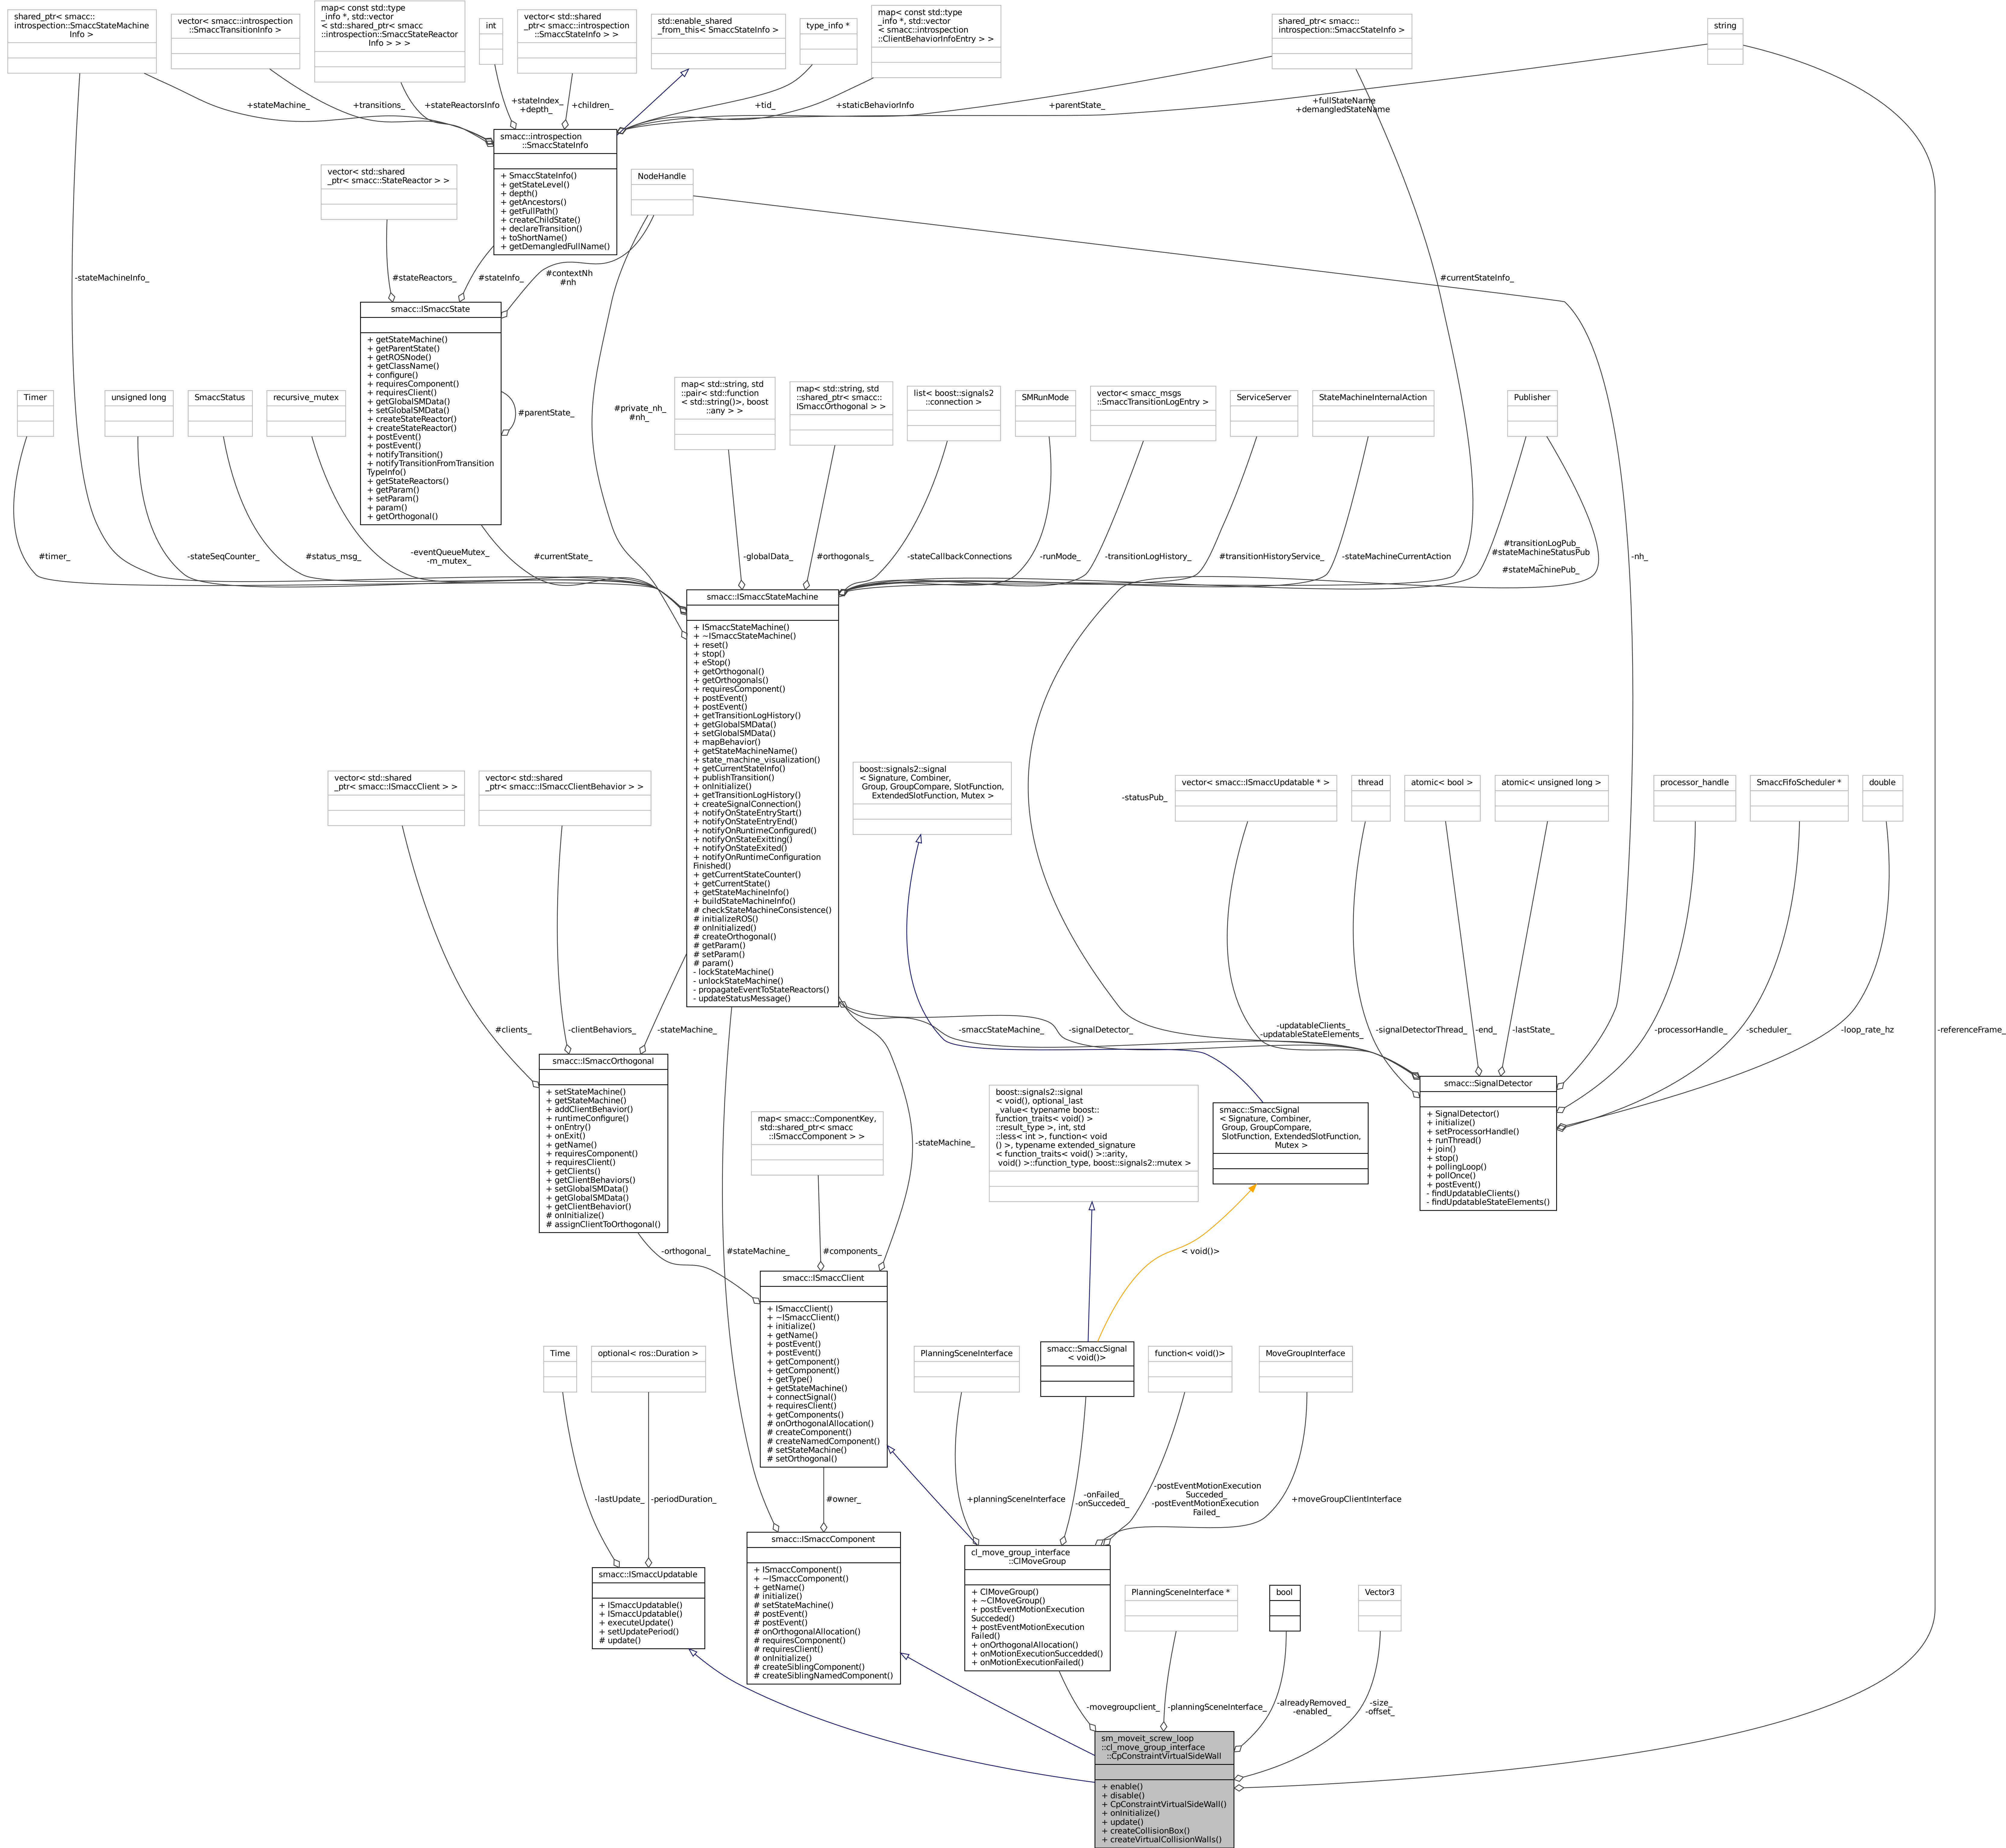 shared_ptr< smacc::
introspection::SmaccStateMachine
Info >
vector< smacc::introspection
::SmaccTransitionInfo >
map< const std::type
_info *, std::vector
< std::shared_ptr< smacc
::introspection::SmaccStateReactor
Info > > >
int
vector< std::shared
_ptr< smacc::introspection
::SmaccStateInfo > >
std::enable_shared
_from_this< SmaccStateInfo >
type_info *
map< const std::type
_info *, std::vector
< smacc::introspection
::ClientBehaviorInfoEntry > >
shared_ptr< smacc::
introspection::SmaccStateInfo >
string
+stateMachine_
+transitions_
+stateReactorsInfo
+stateIndex_
+depth_
+children_
+tid_
+staticBehaviorInfo
+parentState_
+fullStateName
+demangledStateName
smacc::introspection
::SmaccStateInfo
+ SmaccStateInfo()
+ getStateLevel()
+ depth()
+ getAncestors()
+ getFullPath()
+ createChildState()
+ declareTransition()
+ toShortName()
+ getDemangledFullName()
vector< std::shared
_ptr< smacc::StateReactor > >
NodeHandle
-stateMachineInfo_
#stateReactors_
#stateInfo_
#contextNh
#nh
#currentStateInfo_
smacc::ISmaccState
+ getStateMachine()
+ getParentState()
+ getROSNode()
+ getClassName()
+ configure()
+ requiresComponent()
+ requiresClient()
+ getGlobalSMData()
+ setGlobalSMData()
+ createStateReactor()
+ createStateReactor()
+ postEvent()
+ postEvent()
+ notifyTransition()
+ notifyTransitionFromTransition
TypeInfo()
+ getStateReactors()
+ getParam()
+ setParam()
+ param()
+ getOrthogonal()
#parentState_
#private_nh_
#nh_
Timer
unsigned long
SmaccStatus
recursive_mutex
map< std::string, std
::pair< std::function
< std::string()>, boost
::any > >
map< std::string, std
::shared_ptr< smacc::
ISmaccOrthogonal > >
list< boost::signals2
::connection >
SMRunMode
vector< smacc_msgs
::SmaccTransitionLogEntry >
ServiceServer
StateMachineInternalAction
Publisher
#timer_
-stateSeqCounter_
#status_msg_
-eventQueueMutex_
-m_mutex_
#currentState_
-globalData_
#orthogonals_
-stateCallbackConnections
-runMode_
-transitionLogHistory_
#transitionHistoryService_
-stateMachineCurrentAction
#transitionLogPub_
#stateMachineStatusPub
_
#stateMachinePub_
-nh_
smacc::ISmaccStateMachine
+ ISmaccStateMachine()
+ ~ISmaccStateMachine()
+ reset()
+ stop()
+ eStop()
+ getOrthogonal()
+ getOrthogonals()
+ requiresComponent()
+ postEvent()
+ postEvent()
+ getTransitionLogHistory()
+ getGlobalSMData()
+ setGlobalSMData()
+ mapBehavior()
+ getStateMachineName()
+ state_machine_visualization()
+ getCurrentStateInfo()
+ publishTransition()
+ onInitialize()
+ getTransitionLogHistory()
+ createSignalConnection()
+ notifyOnStateEntryStart()
+ notifyOnStateEntryEnd()
+ notifyOnRuntimeConfigured()
+ notifyOnStateExitting()
+ notifyOnStateExited()
+ notifyOnRuntimeConfiguration
Finished()
+ getCurrentStateCounter()
+ getCurrentState()
+ getStateMachineInfo()
+ buildStateMachineInfo()
# checkStateMachineConsistence()
# initializeROS()
# onInitialized()
# createOrthogonal()
# getParam()
# setParam()
# param()
- lockStateMachine()
- unlockStateMachine()
- propagateEventToStateReactors()
- updateStatusMessage()
vector< std::shared
_ptr< smacc::ISmaccClient > >
vector< std::shared
_ptr< smacc::ISmaccClientBehavior > >
boost::signals2::signal
< Signature, Combiner,
Group, GroupCompare, SlotFunction,
ExtendedSlotFunction, Mutex >
-statusPub_
vector< smacc::ISmaccUpdatable * >
thread
atomic< bool >
atomic< unsigned long >
processor_handle
SmaccFifoScheduler *
double
#clients_
-clientBehaviors_
-stateMachine_
-smaccStateMachine_
-signalDetector_
-updatableClients_
-updatableStateElements_
-signalDetectorThread_
-end_
-lastState_
-processorHandle_
-scheduler_
-loop_rate_hz
-referenceFrame_
smacc::ISmaccOrthogonal
+ setStateMachine()
+ getStateMachine()
+ addClientBehavior()
+ runtimeConfigure()
+ onEntry()
+ onExit()
+ getName()
+ requiresComponent()
+ requiresClient()
+ getClients()
+ getClientBehaviors()
+ setGlobalSMData()
+ getGlobalSMData()
+ getClientBehavior()
# onInitialize()
# assignClientToOrthogonal()
map< smacc::ComponentKey,
std::shared_ptr< smacc
::ISmaccComponent > >
-stateMachine_
boost::signals2::signal
< void(), optional_last
_value< typename boost::
function_traits< void() >
::result_type >, int, std
::less< int >, function< void
() >, typename extended_signature
< function_traits< void() >::arity,
void() >::function_type, boost::signals2::mutex >
smacc::SmaccSignal
< Signature, Combiner,
Group, GroupCompare,
SlotFunction, ExtendedSlotFunction,
Mutex >
smacc::SignalDetector
+ SignalDetector()
+ initialize()
+ setProcessorHandle()
+ runThread()
+ join()
+ stop()
+ pollingLoop()
+ pollOnce()
+ postEvent()
- findUpdatableClients()
- findUpdatableStateElements()
-orthogonal_
#stateMachine_
#components_
< void()>
smacc::ISmaccClient
+ ISmaccClient()
+ ~ISmaccClient()
+ initialize()
+ getName()
+ postEvent()
+ postEvent()
+ getComponent()
+ getComponent()
+ getType()
+ getStateMachine()
+ connectSignal()
+ requiresClient()
+ getComponents()
# onOrthogonalAllocation()
# createComponent()
# createNamedComponent()
# setStateMachine()
# setOrthogonal()
Time
optional< ros::Duration >
PlanningSceneInterface
smacc::SmaccSignal
< void()>
function< void()>
MoveGroupInterface
-lastUpdate_
-periodDuration_
#owner_
+planningSceneInterface
-onFailed_
-onSucceded_
-postEventMotionExecution
Succeded_
-postEventMotionExecution
Failed_
+moveGroupClientInterface
smacc::ISmaccUpdatable
+ ISmaccUpdatable()
+ ISmaccUpdatable()
+ executeUpdate()
+ setUpdatePeriod()
# update()
smacc::ISmaccComponent
+ ISmaccComponent()
+ ~ISmaccComponent()
+ getName()
# initialize()
# setStateMachine()
# postEvent()
# postEvent()
# onOrthogonalAllocation()
# requiresComponent()
# requiresClient()
# onInitialize()
# createSiblingComponent()
# createSiblingNamedComponent()
cl_move_group_interface
::ClMoveGroup
+ ClMoveGroup()
+ ~ClMoveGroup()
+ postEventMotionExecution
Succeded()
+ postEventMotionExecution
Failed()
+ onOrthogonalAllocation()
+ onMotionExecutionSuccedded()
+ onMotionExecutionFailed()
PlanningSceneInterface *
bool
Vector3
-movegroupclient_
-planningSceneInterface_
-alreadyRemoved_
-enabled_
-size_
-offset_
sm_moveit_screw_loop
::cl_move_group_interface
::CpConstraintVirtualSideWall
+ enable()
+ disable()
+ CpConstraintVirtualSideWall()
+ onInitialize()
+ update()
+ createCollisionBox()
+ createVirtualCollisionWalls()